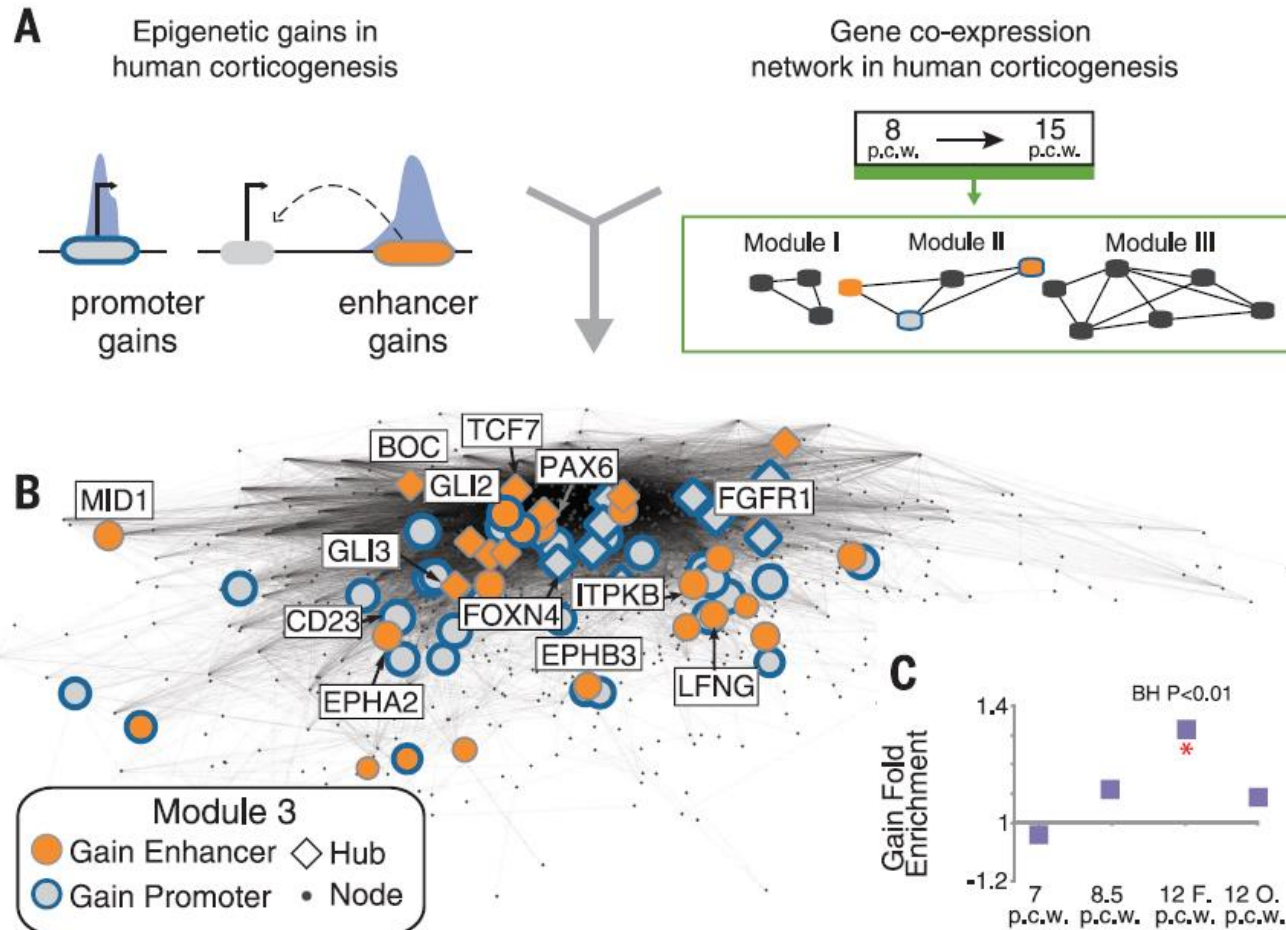 A
Epigenetic gains in
human corticogenesis
Gene co-expression
network in human corticogenesis
8
p.c.w.
15
p.c.w.
promoter
gains
enhancer
gains
Module I
Module II
Module III
B
MID1
BOC
TCF7
GLI2
PAX6
FGFR1
GLI3
CD23
FOXN4
ITPKB
EPHA2
EPHB3
LFNG
Module 3
Gain Enhancer
Hub
Gain Promoter
Node
C
BH P<0.01
Gain Fold
Enrichment
1.4
*
1
-1.2
7
p.c.w.
8.5
p.c.w.
12 F.
p.c.w.
12 O.
p.c.w.